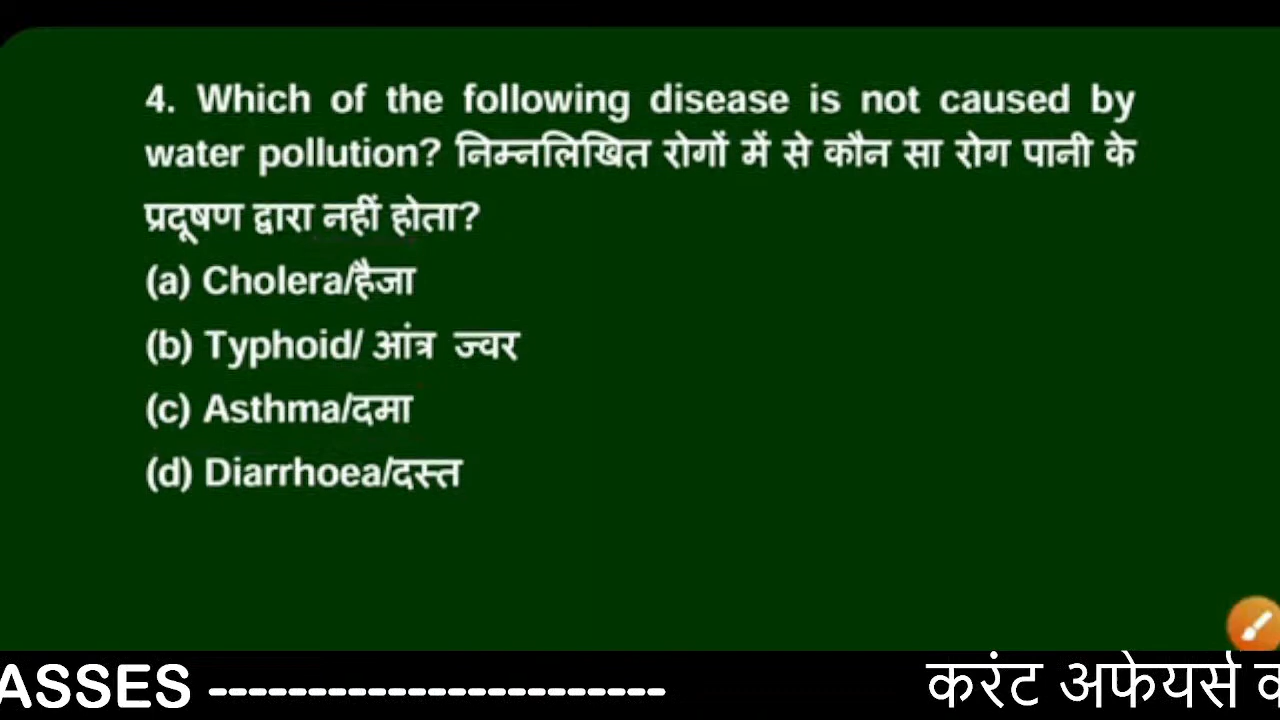 4. Which of the following disease is not caused by
water pollution? निम्नलिखित रोगों में से कौन सा रोग पानी के
प्रदूषण द्वारा नहीं होता?
(a) Cholera/हैजा
(b) Typhoid/ आंत्र ज्वर
(c) Asthma/दमा
(d) Diarrhoea/दस्त
ASSES ----------------------- करंट अफेयर्स